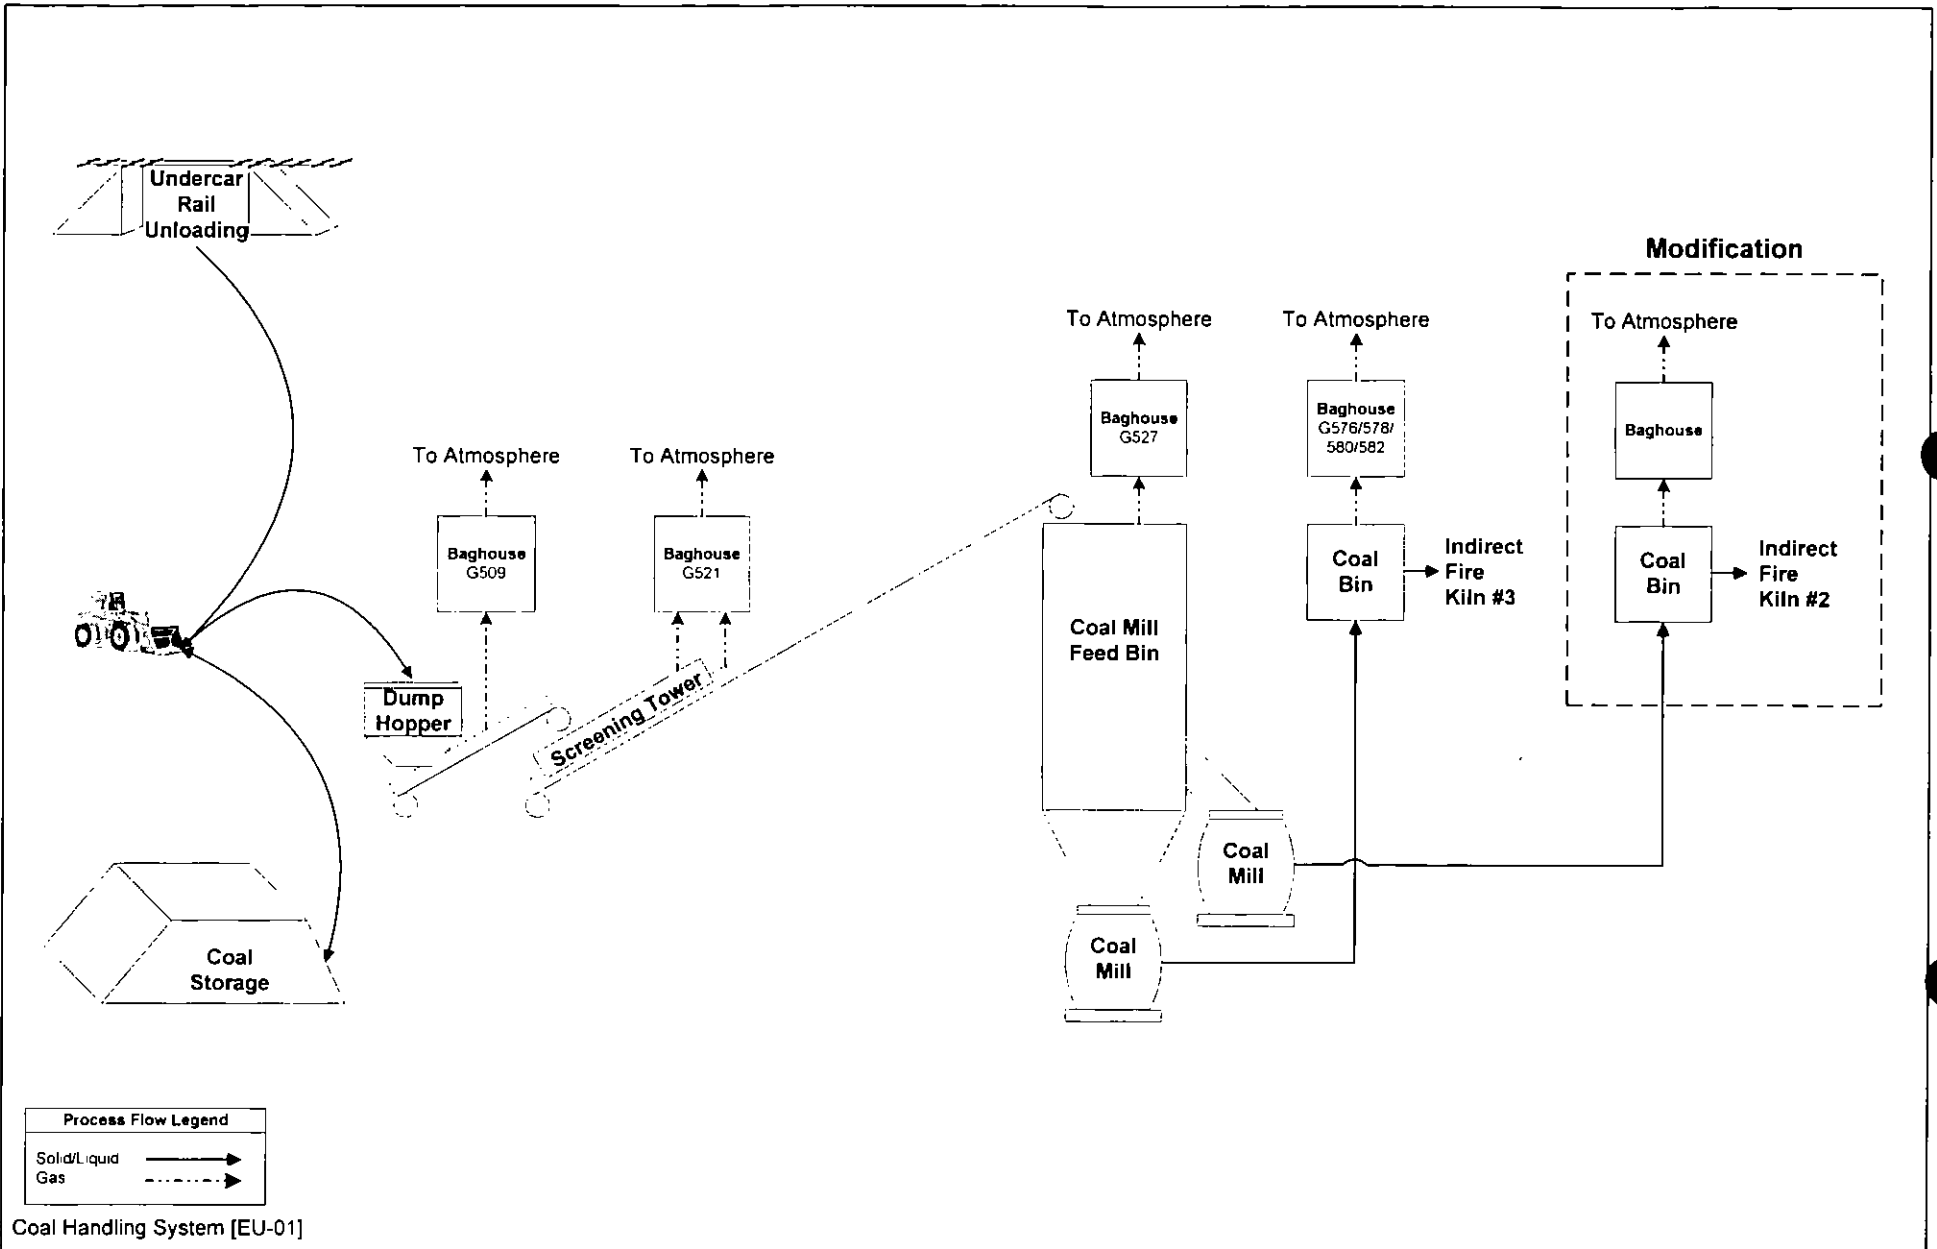 Undercar
Rail
Unloading
Modification
To Atmosphere
To Atmosphere
To Atmosphere
Baghouse
G527
Baghouse
G576/578/
580/582
Baghouse
To Atmosphere
To Atmosphere
Baghouse
G509
Baghouse
G521
Coal
Bin
Indirect
Fire
Kiln #3
Coal
Bin
Indirect
Fire
Kiln #2
Coal Mill
Feed Bin
Dump
Hopper
Screening Tower
Coal
Mill
Coal
Mill
Coal
Storage
Process Flow Legend
Solid/Liquid
Gas
Coal Handling System [EU-01]